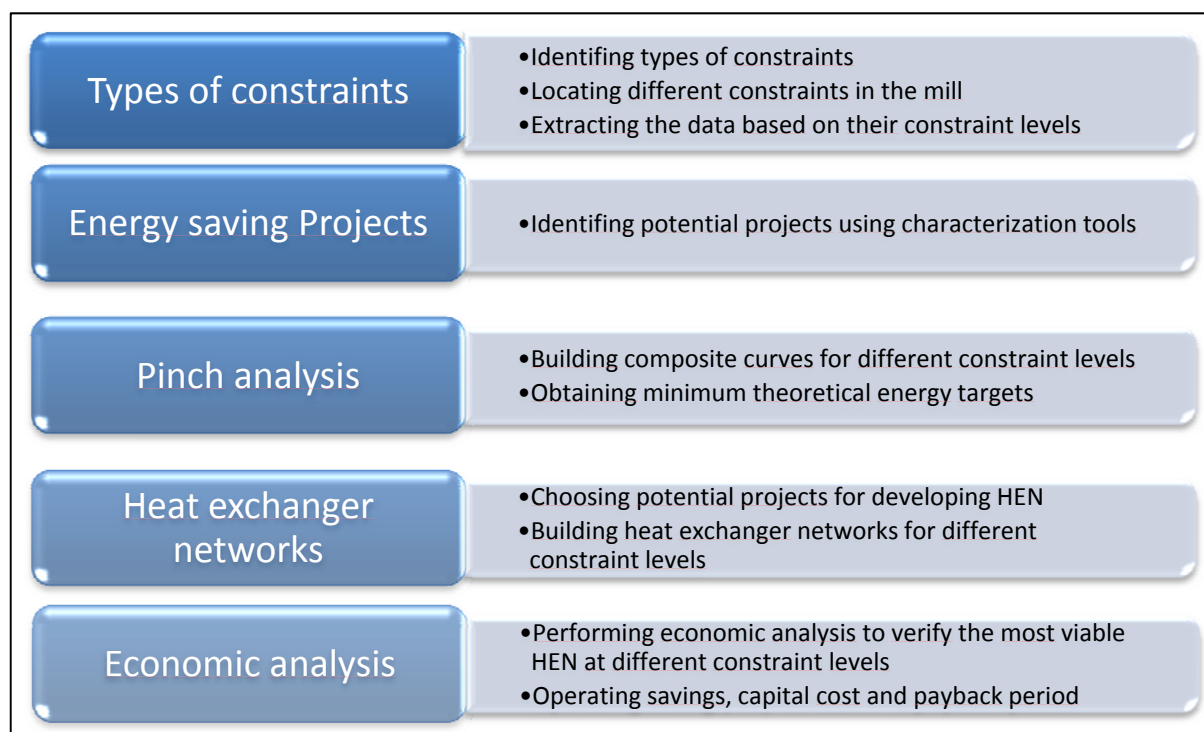 Types of constraints
•Identifing types of constraints
•Locating different constraints in the mill
•Extracting the data based on their constraint levels
Energy saving Projects
•Identifing potential projects using characterization tools
Pinch analysis
•Building composite curves for different constraint levels
•Obtaining minimum theoretical energy targets
Heat exchanger
networks
•Choosing potential projects for developing HEN
•Building heat exchanger networks for different
constraint levels
Economic analysis
•Performing economic analysis to verify the most viable
HEN at different constraint levels
•Operating savings, capital cost and payback period